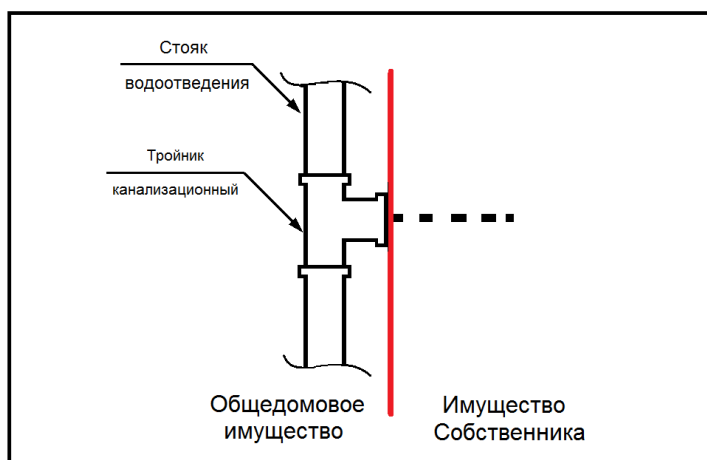 Стояк
водоотведения
Тройник
канализационный
Общедомовое
имущество
Имущество
Собственника